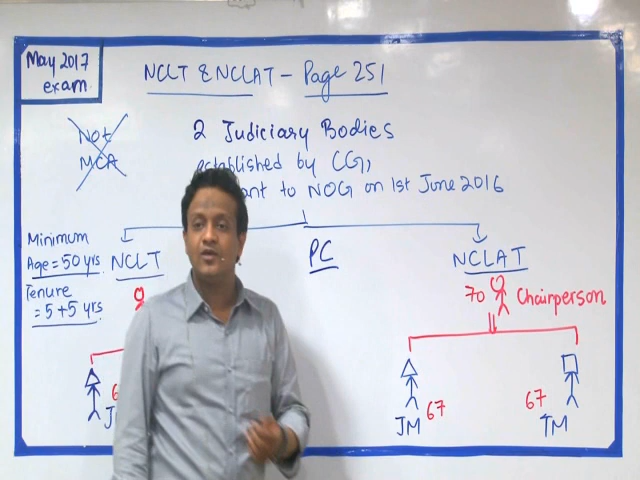 May 2017
exam
NCLT & NCLAT - Page 251
Not
MCA
2 Judiciary Bodies
established by CG,
ant to NOG on 1st June 2016
Minimum
Age = 50 yrs.
Tenure
= 5+5 yrs.
NCLT
PC
NCLAT
70 Chairperson
6
J
JM 67
67
TM